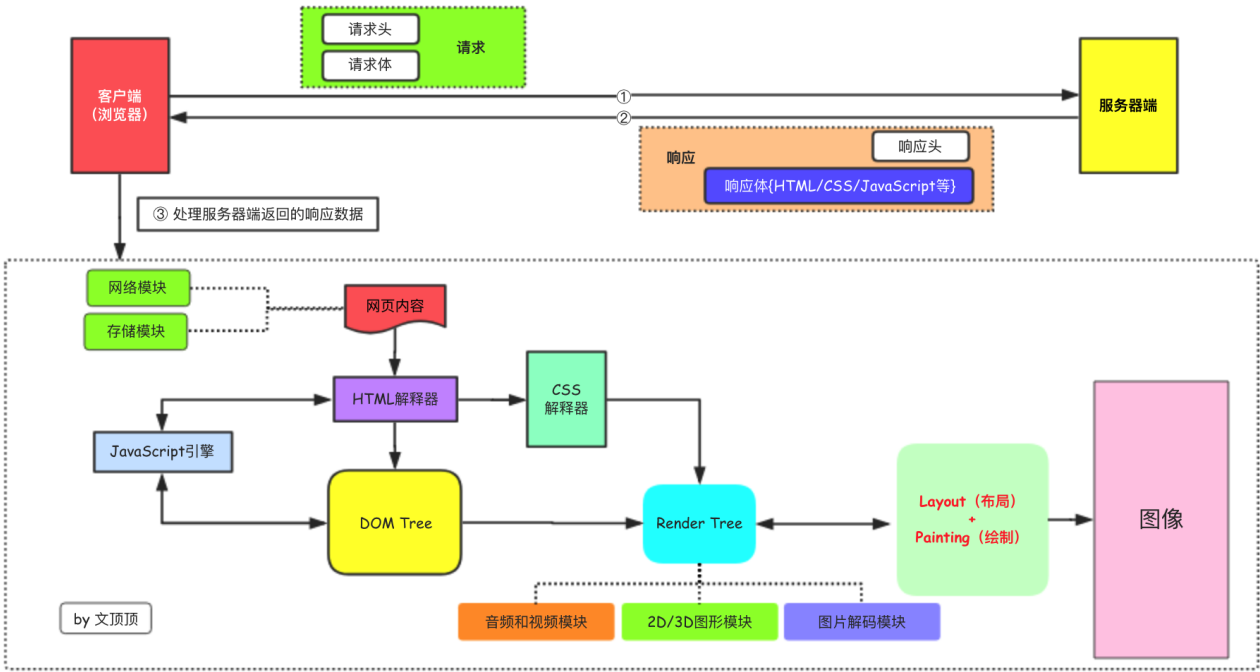 请求头
请求
请求体
客户端
（浏览器）
①
②
服务器端
响应头
响应
响应体{HTML/CSS/JavaScript等}
③ 处理服务器端返回的响应数据
网络模块
存储模块
网页内容
HTML解释器
CSS
解释器
JavaScript引擎
DOM Tree
Render Tree
Layout（布局）
+
Painting（绘制）
图像
音频和视频模块
2D/3D图形模块
图片解码模块
by 文顶顶